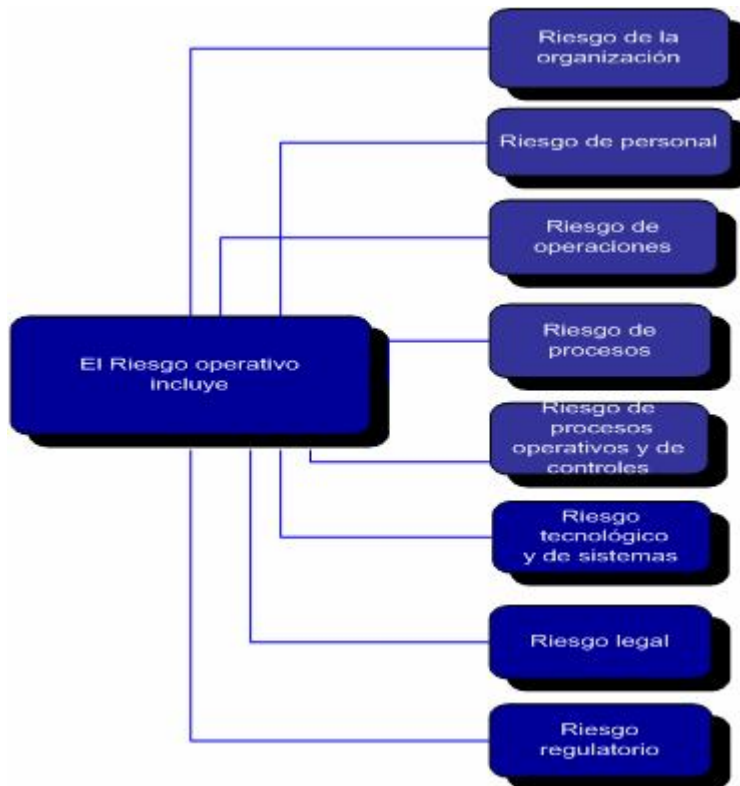 Riesgo de la
organización
Riesgo de personal
Riesgo de
operaciones
El Riesgo operativo
incluye
Riesgo de
procesos
Riesgo de
procesos
operativos y de
controles
Riesgo
tecnológico
y de sistemas
Riesgo legal
Riesgo
regulatorio